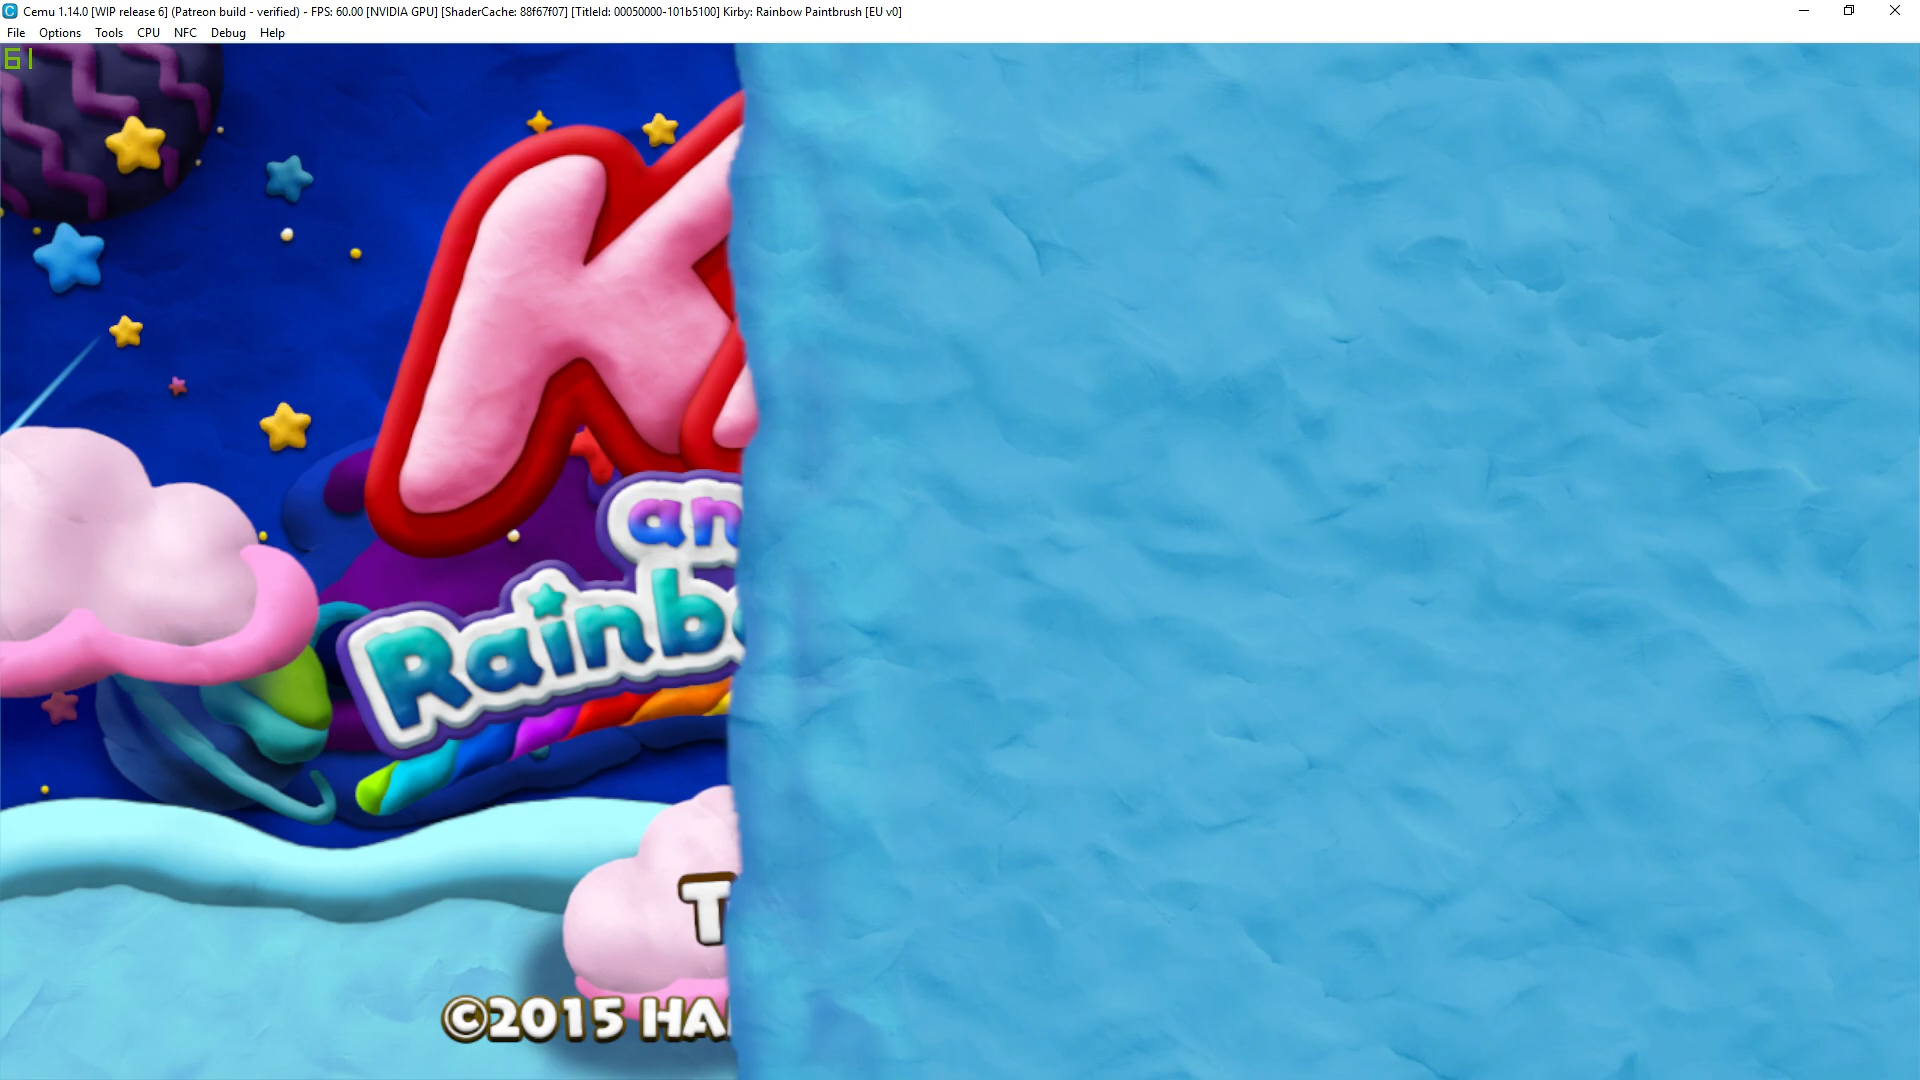 Cemu 1.14.0 [WIP release 6] (Patreon build - verified) - FPS: 60.00 [NVIDIA GPU] [ShaderCache: 88f67f07] [TitleId: 00050000-101b5100] Kirby: Rainbow Paintbrush [EU v0]
File Options Tools CPU NFC Debug Help
61
K
an
Rainb
T
©2015 HA